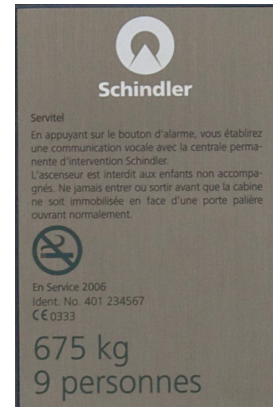 Schindler
Servitel
En appuyant sur le bouton d'alarme, vous établirez
une communication vocale avec la centrale perma-
nente d'intervention Schindler.
L'ascenseur est interdit aux enfants non accompa-
gnés. Ne jamais entrer ou sortir avant que la cabine
ne soit immobilisée en face d'une porte palière
ouvrant normalement.
En Service 2006
Ident. No. 401 234567
CE0333
675 kg
9 personnes